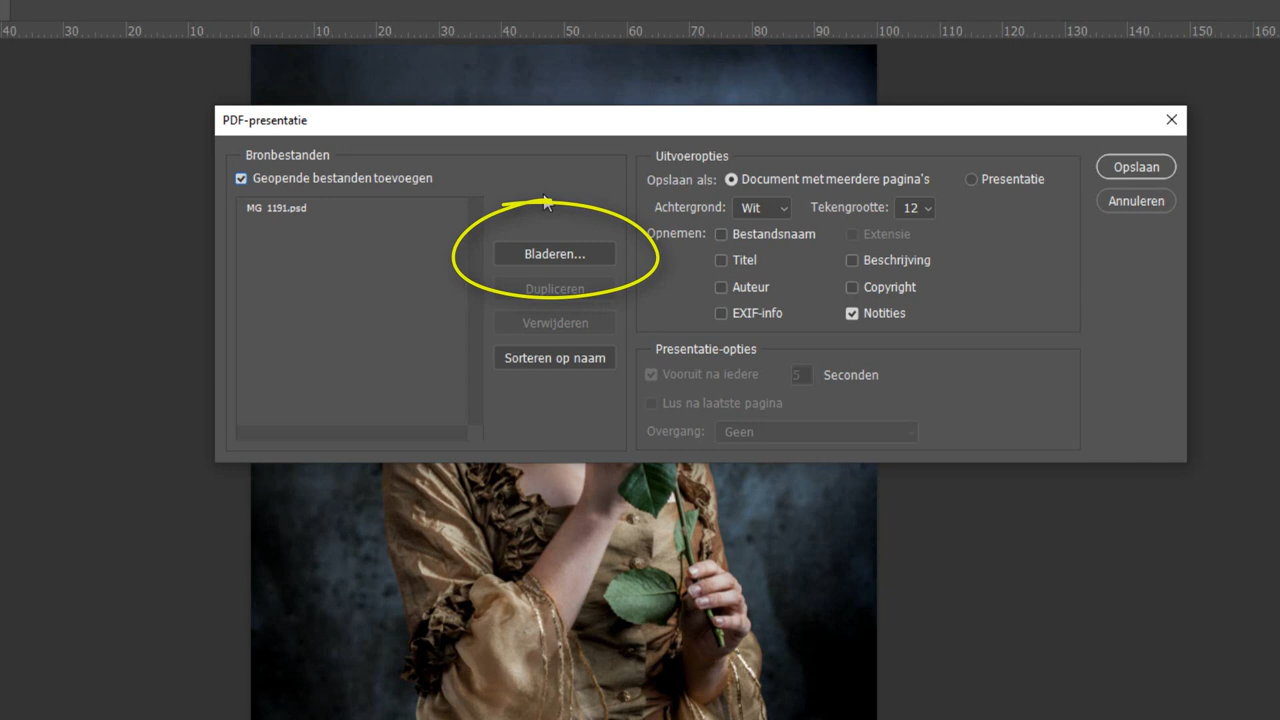 40 30 20 10 0 10 20 30 40 50 60 70 80 90 100 110 120 130 140 150 160
PDF-presentatie
Bronbestanden
Geopende bestanden toevoegen
MG 1191.psd
Bladeren...
Dupliceren
Verwijderen
Sorteren op naam
Uitvoeropties
Opslaan als: Document met meerdere pagina's Presentatie
Achtergrond: Wit Tekengrootte: 12
Opnemen: Bestandsnaam Extensie
Titel Beschrijving
Auteur Copyright
EXIF-info Notities
Presentatie-opties
Vooruit na iedere 5 Seconden
Lus na laatste pagina
Overgang: Geen
Opslaan
Annuleren